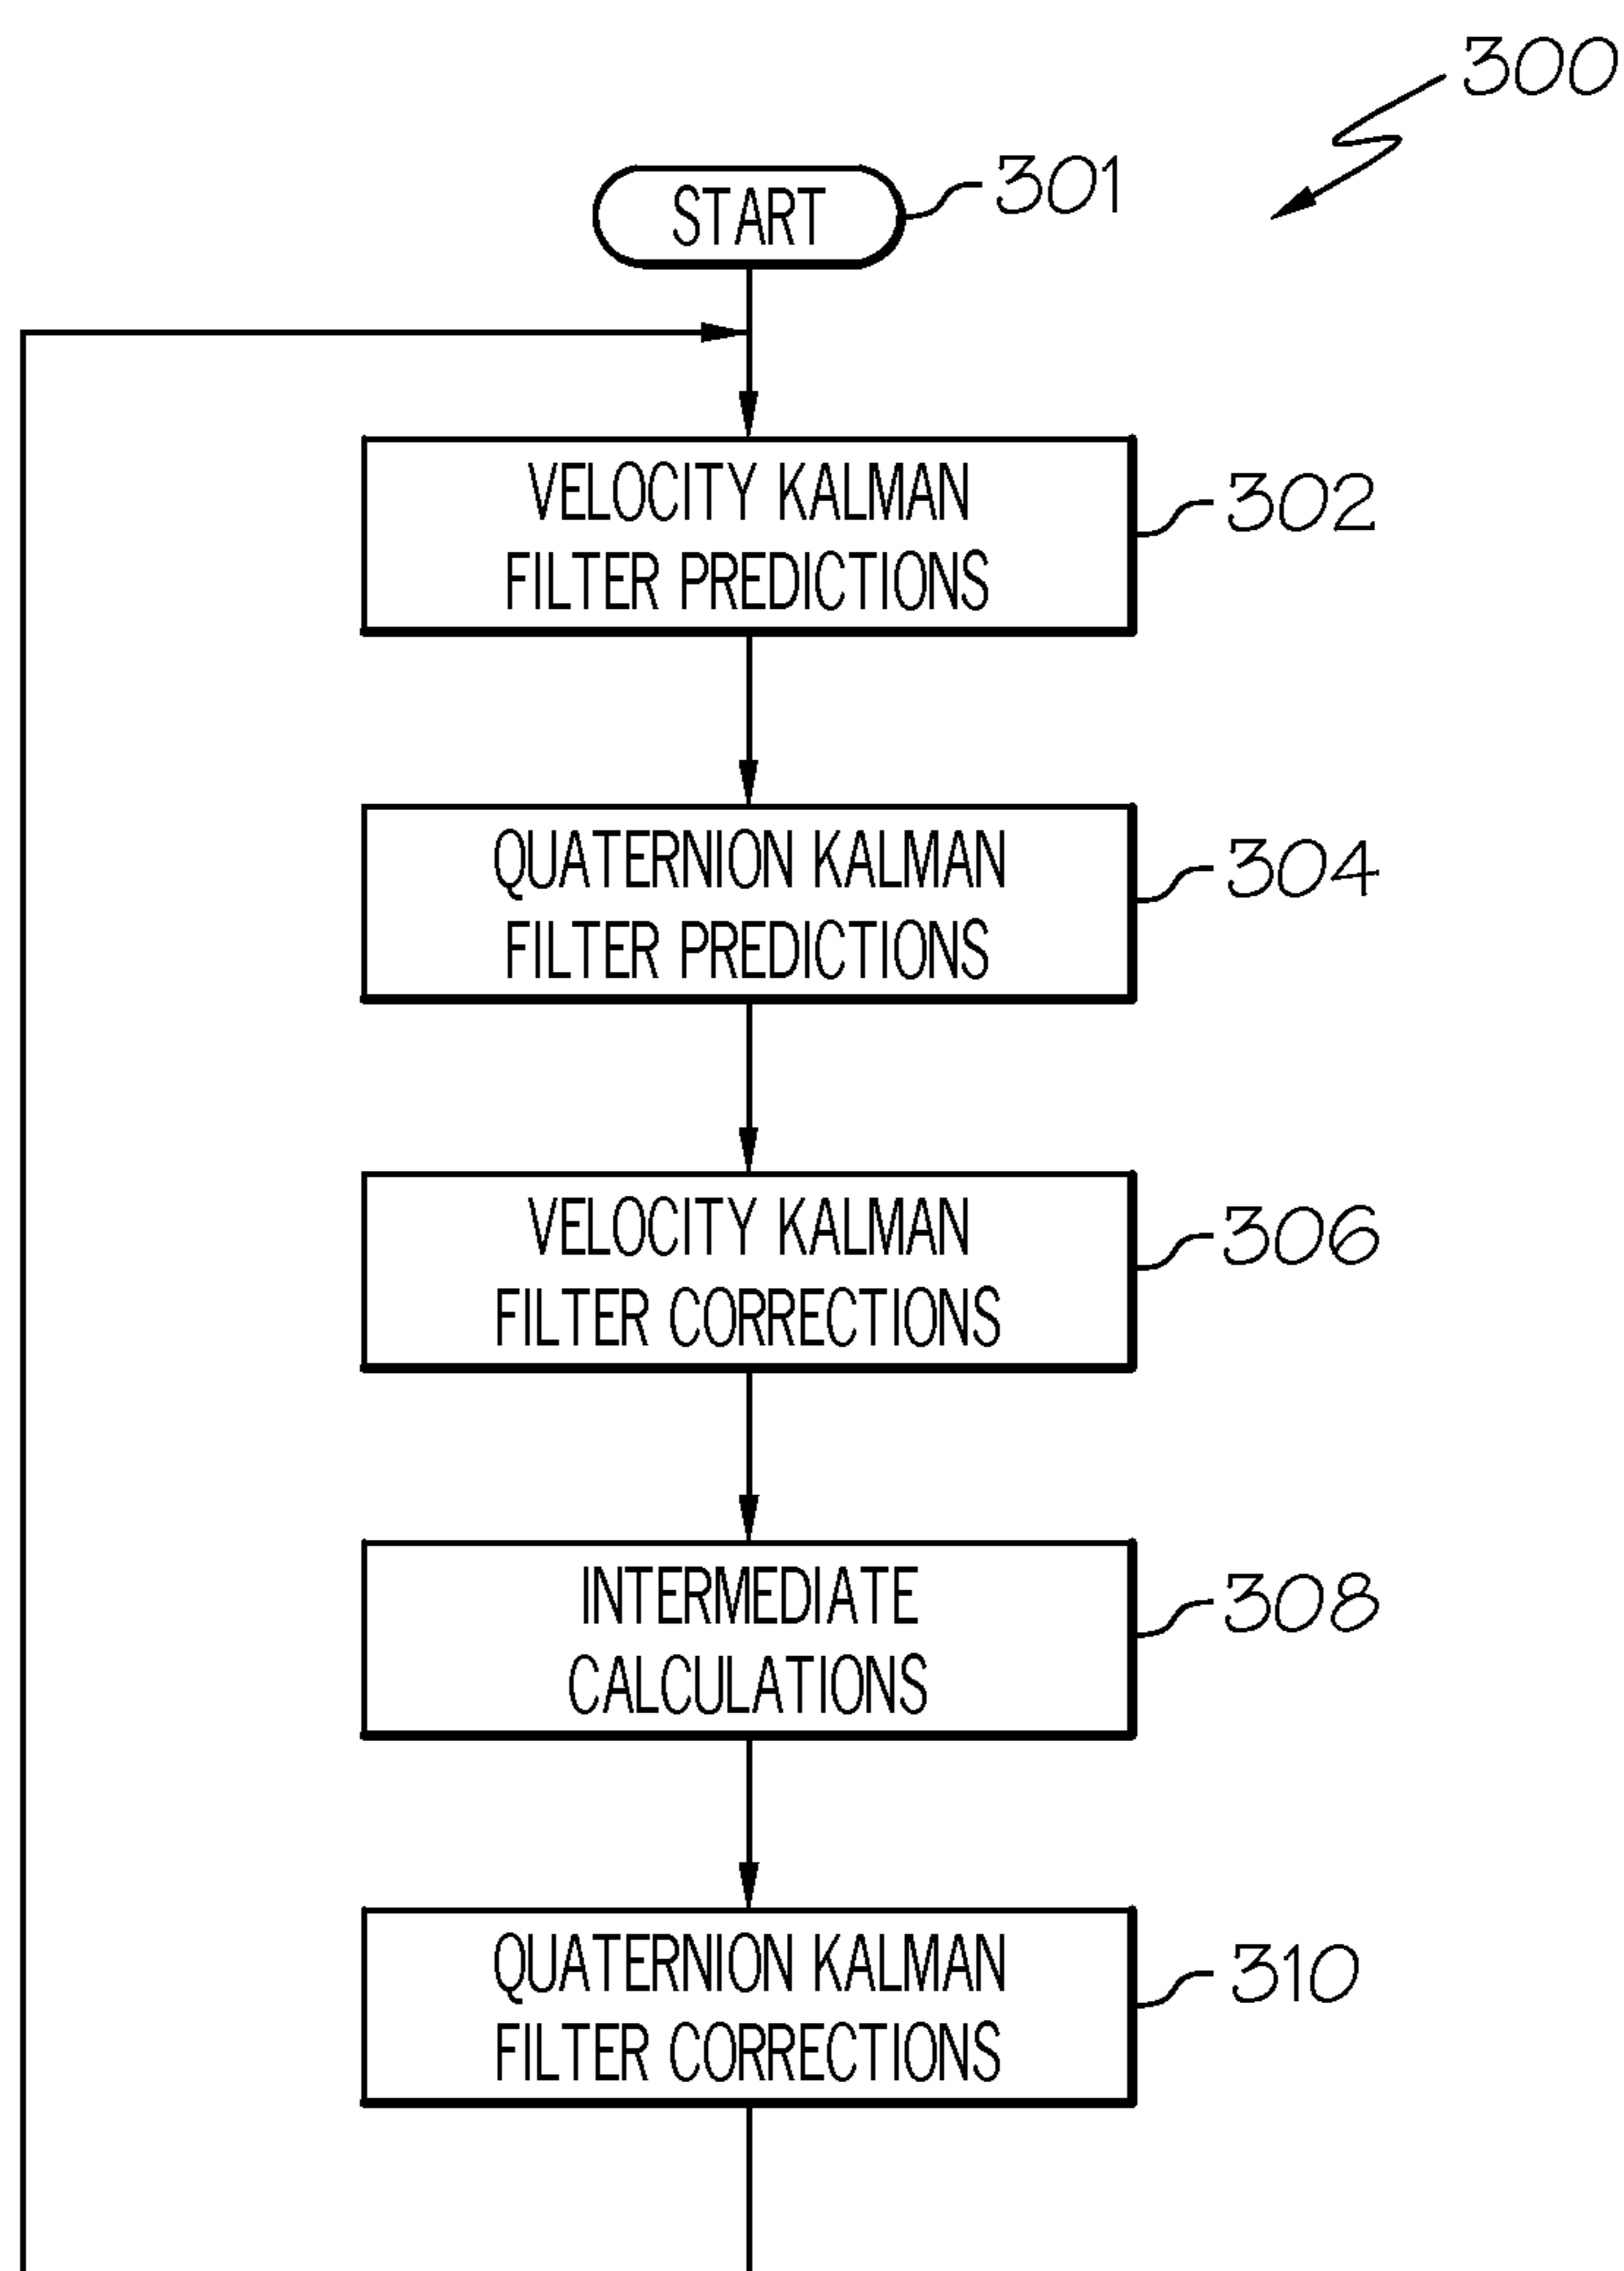 300
START
301
VELOCITY KALMAN
FILTER PREDICTIONS
302
QUATERNION KALMAN
FILTER PREDICTIONS
304
VELOCITY KALMAN
FILTER CORRECTIONS
306
INTERMEDIATE
CALCULATIONS
308
QUATERNION KALMAN
FILTER CORRECTIONS
310